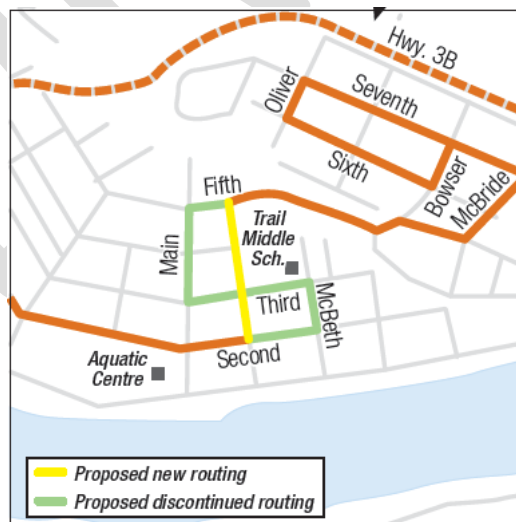 Hwy. 3B
Oliver
Seventh
Sixth
Bowser
McBride
Fifth
Trail
Middle
Sch.
Main
Third
McBeth
Second
Aquatic
Centre
Proposed new routing
Proposed discontinued routing